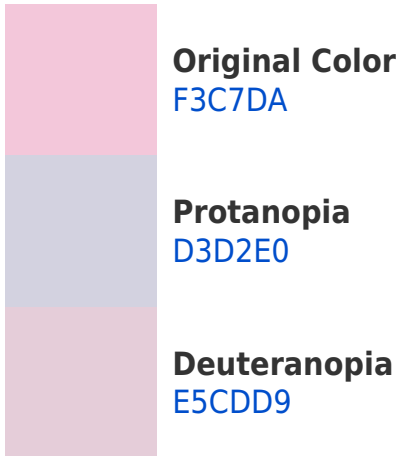 Original Color
F3C7DA
Protanopia
D3D2E0
Deuteranopia
E5CDD9